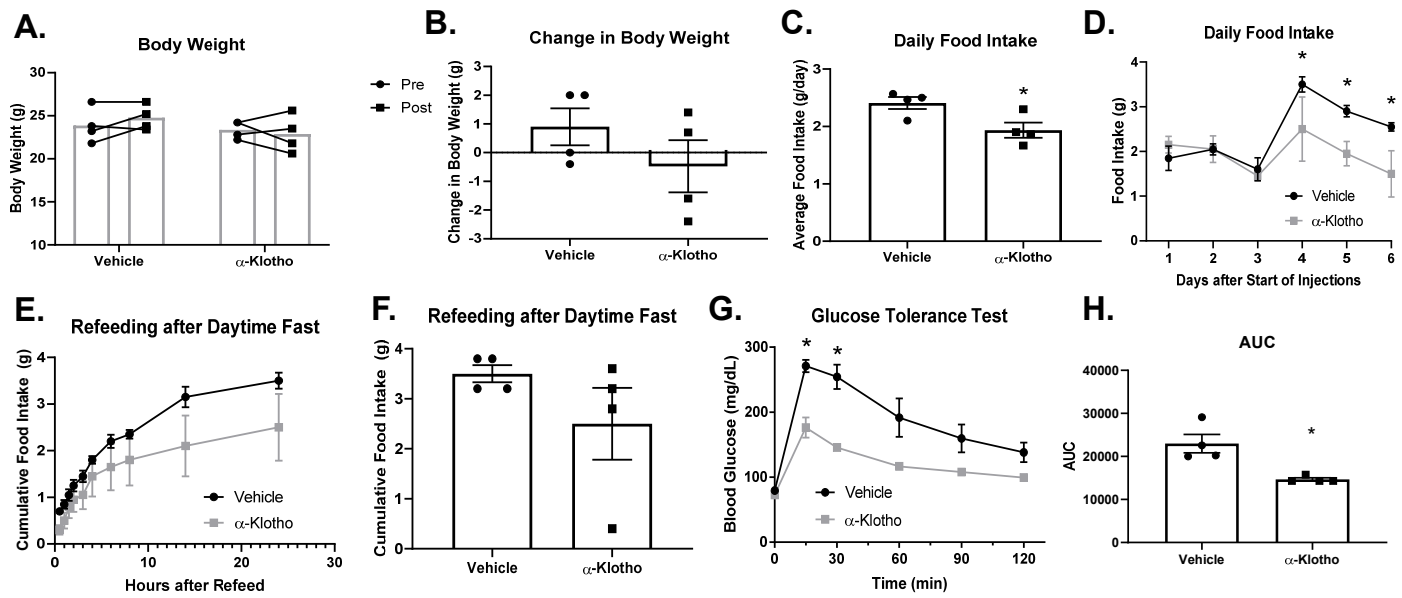 A.
Body Weight
Body Weight (g)
30
25
20
15
10
Vehicle
α-Klotho
Pre
Post
B.
Change in Body Weight
Change in Body Weight (g)
3
2
1
0
-1
-2
-3
Vehicle
α-Klotho
C.
Daily Food Intake
Average Food Intake (g/day)
3
2
1
0
*
Vehicle
α-Klotho
D.
Daily Food Intake
Food Intake (g)
4
3
2
1
0
*
*
*
Vehicle
α-Klotho
1 2 3 4 5 6
Days after Start of Injections
E.
Refeeding after Daytime Fast
Cumulative Food Intake (g)
4
3
2
1
0
Vehicle
α-Klotho
0 10 20 30
Hours after Refeed
F.
Refeeding after Daytime Fast
Cumulative Food Intake (g)
4
3
2
1
0
Vehicle
α-Klotho
G.
Glucose Tolerance Test
Blood Glucose (mg/dL)
300
200
100
0
*
*
Vehicle
α-Klotho
0 30 60 90 120
Time (min)
H.
AUC
AUC
40000
30000
20000
10000
0
*
Vehicle
α-Klotho